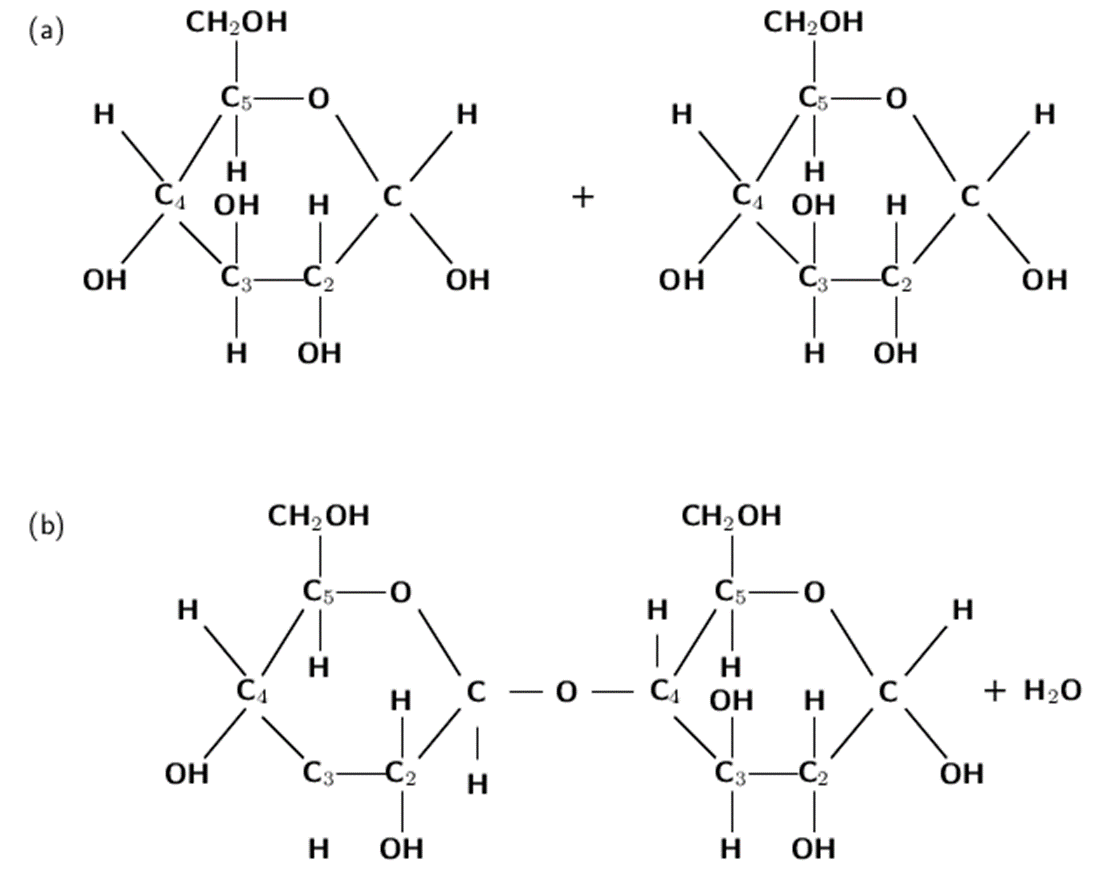 (a) CH₂OH CH₂OH
C₅ O C₅ O
H H H H
H H
C₄ OH H C + C₄ OH H C
OH C₃ C₂ OH OH C₃ C₂ OH
H OH H OH
(b) CH₂OH CH₂OH
C₅ O C₅ O
H H H
H H
C₄ H C O C₄ OH H C + H₂O
OH C₃ C₂ H C₃ C₂ OH
H OH H OH